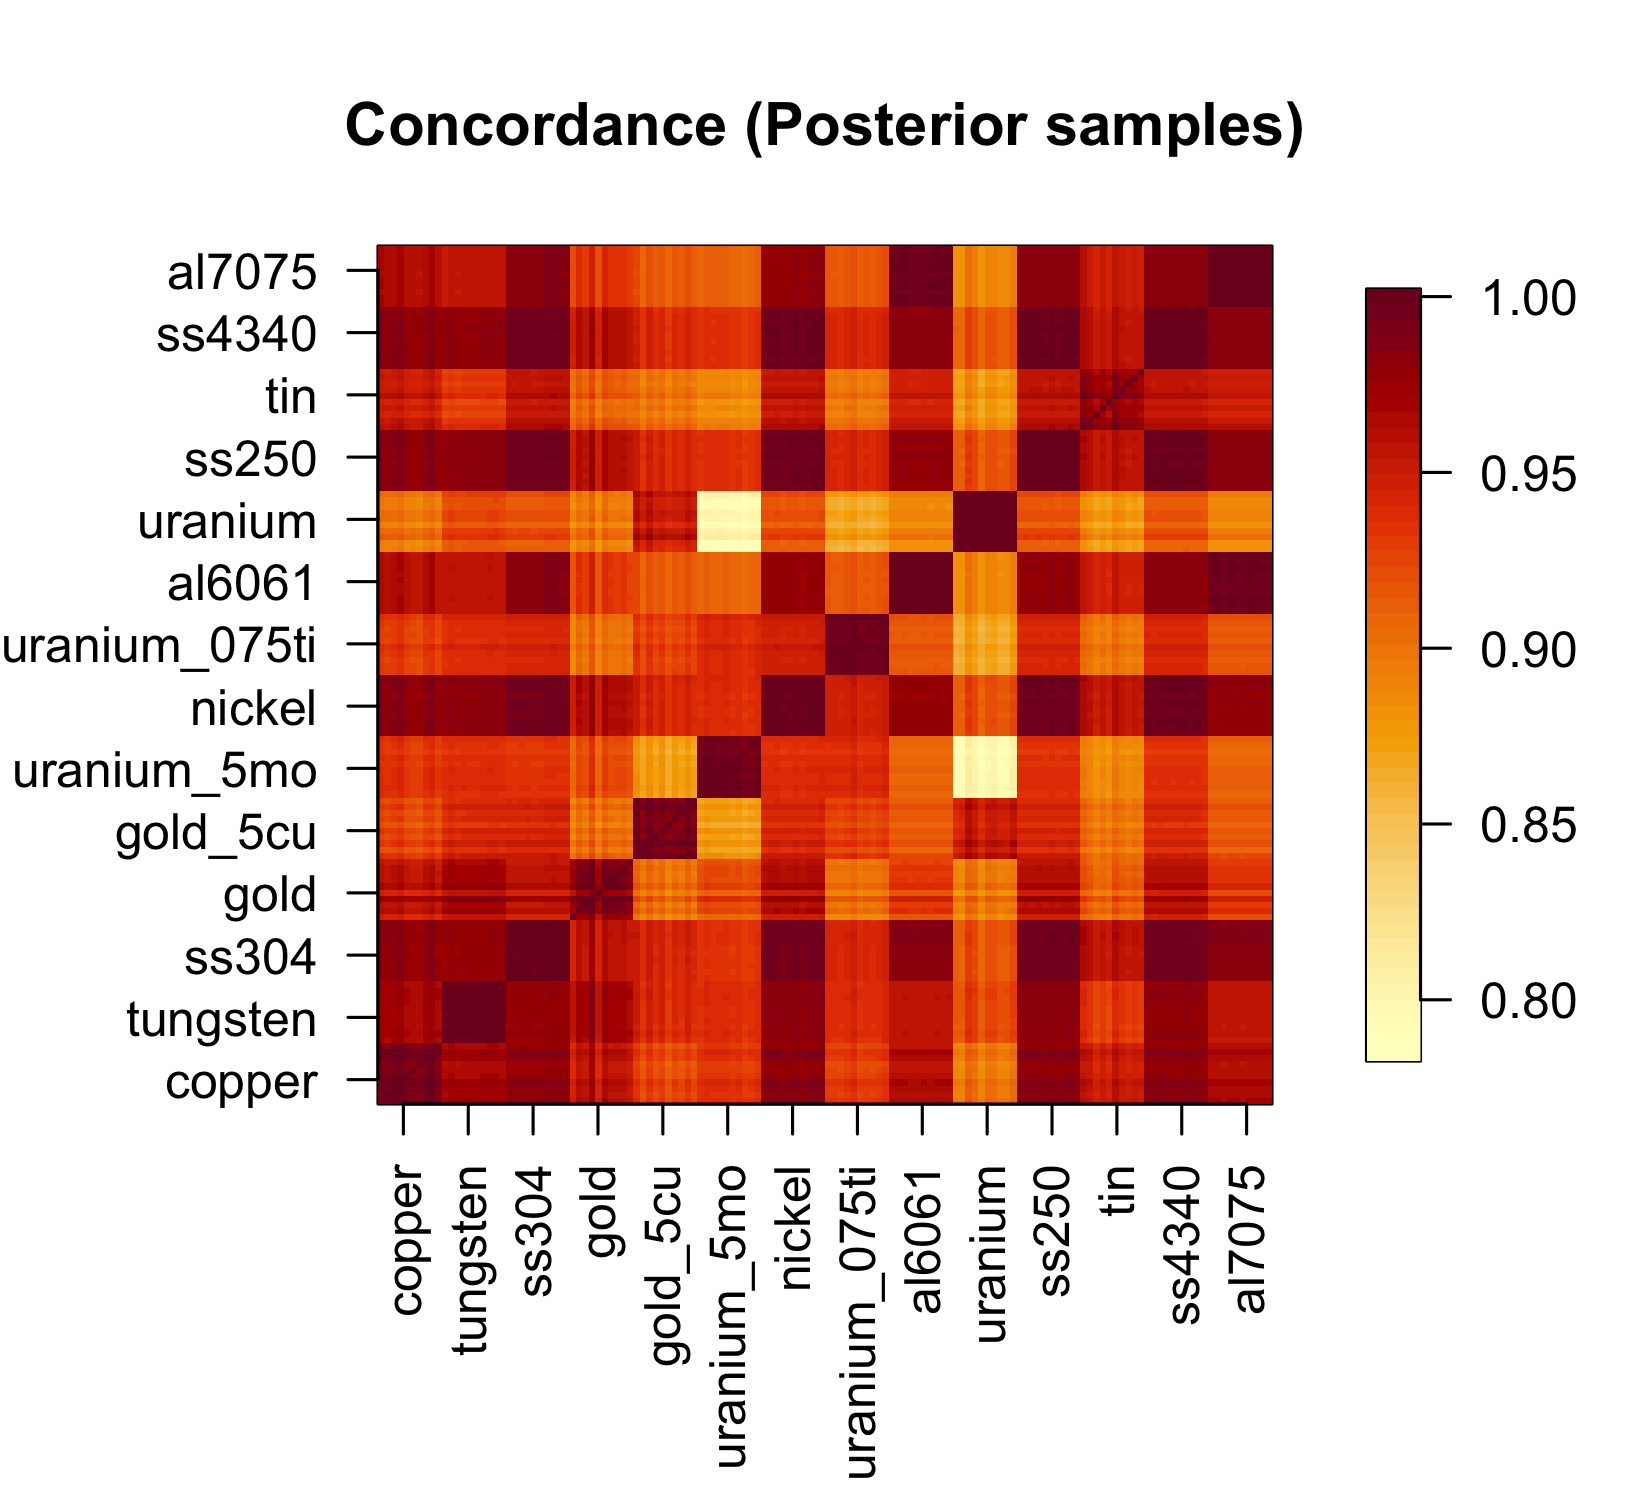 Concordance (Posterior samples)
al7075
ss4340
tin
ss250
uranium
al6061
uranium_075ti
nickel
uranium_5mo
gold_5cu
gold
ss304
tungsten
copper
copper
tungsten
ss304
gold
gold_5cu
uranium_5mo
nickel
uranium_075ti
al6061
uranium
ss250
tin
ss4340
al7075
1.00
0.95
0.90
0.85
0.80